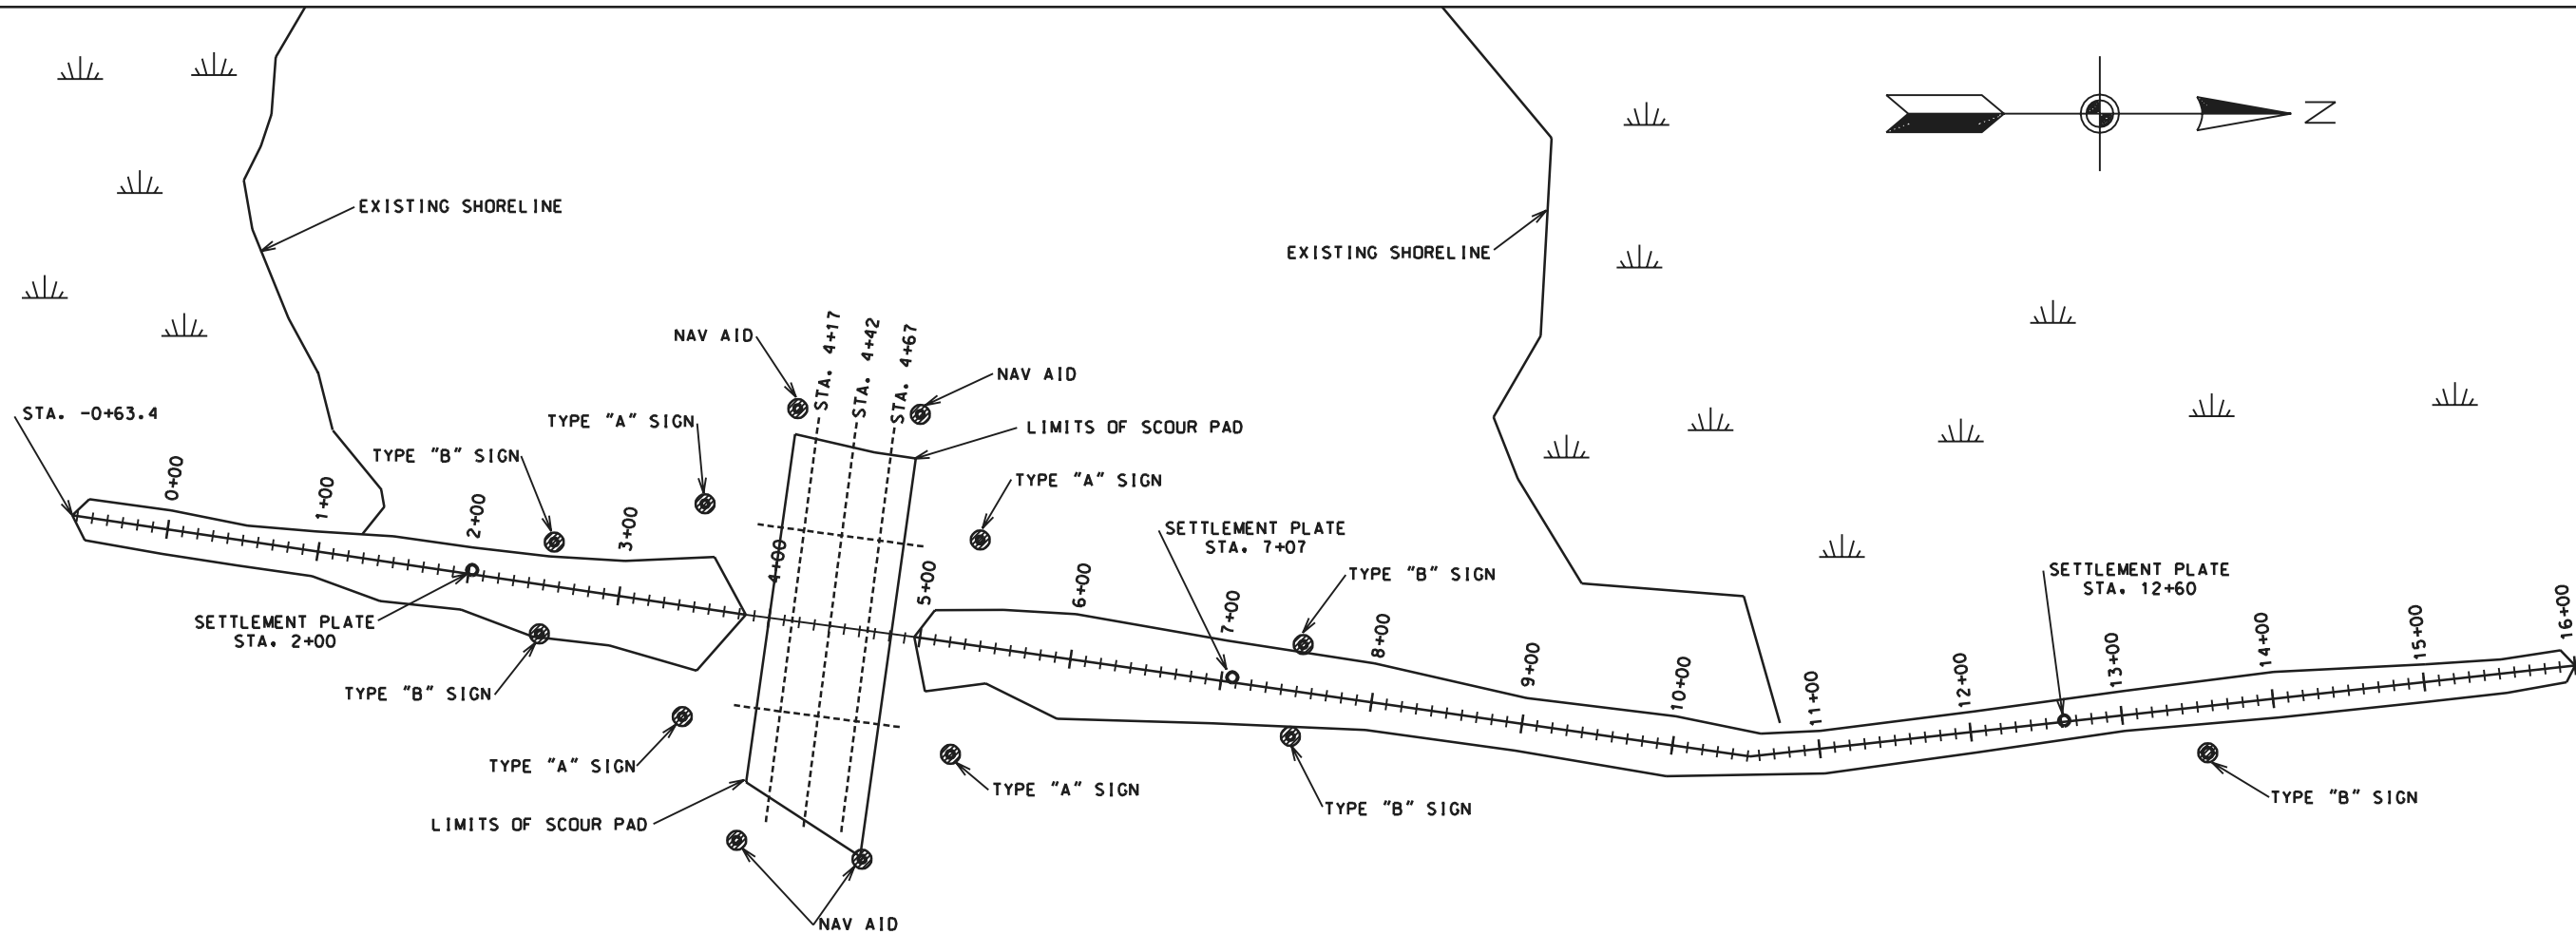 N
EXISTING SHORELINE
EXISTING SHORELINE
NAV AID
STA. 4+17
STA. 4+42
STA. 4+67
NAV AID
STA. -0+63.4
TYPE "A" SIGN
LIMITS OF SCOUR PAD
TYPE "B" SIGN
TYPE "A" SIGN
0+00
1+00
2+00
3+00
4+00
5+00
6+00
7+00
8+00
9+00
10+00
11+00
12+00
13+00
14+00
15+00
16+00
SETTLEMENT PLATE
STA. 7+07
TYPE "B" SIGN
SETTLEMENT PLATE
STA. 12+60
SETTLEMENT PLATE
STA. 2+00
TYPE "B" SIGN
TYPE "A" SIGN
TYPE "A" SIGN
TYPE "B" SIGN
TYPE "B" SIGN
LIMITS OF SCOUR PAD
NAV AID